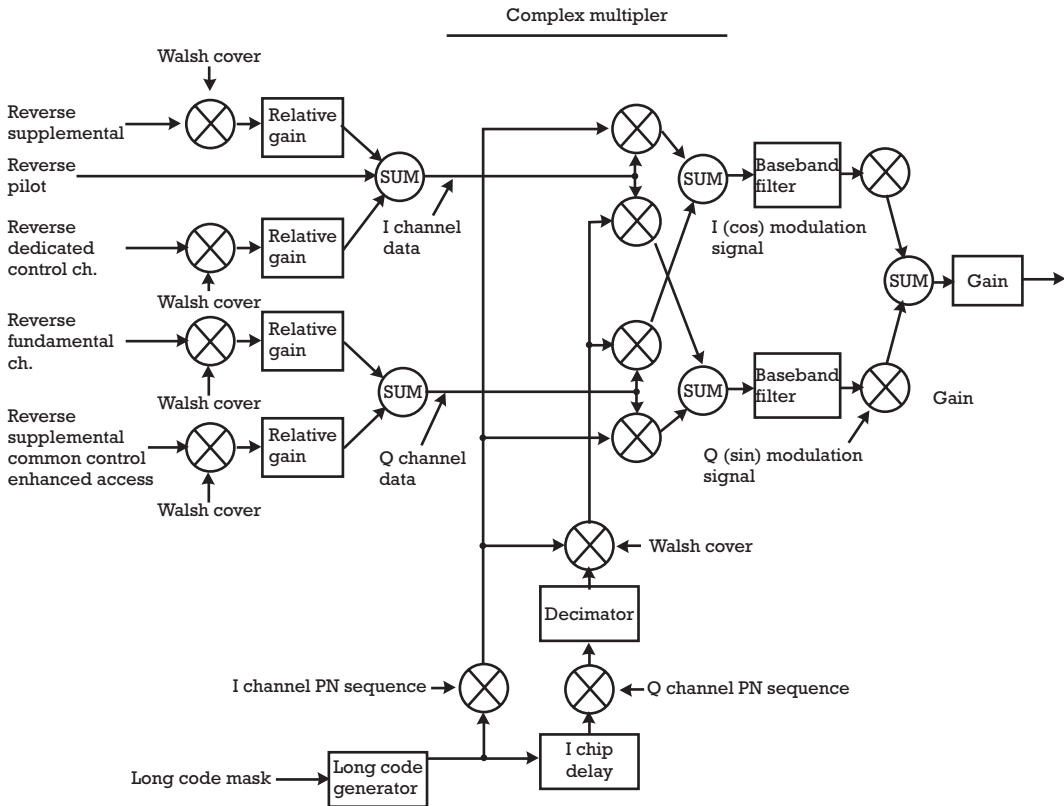 Complex multipler
Walsh cover
Reverse
supplemental
Relative
gain
Reverse
pilot
SUM
I channel
data
Reverse
dedicated
control ch.
Relative
gain
Walsh cover
SUM
Baseband
filter
I (cos) modulation
signal
SUM
Gain
Reverse
fundamental
ch.
Relative
gain
Walsh cover
SUM
Q channel
data
Reverse
supplemental
common control
enhanced access
Relative
gain
Walsh cover
SUM
Baseband
filter
Gain
Q (sin) modulation
signal
Walsh cover
Decimator
I channel PN sequence
Q channel PN sequence
Long code mask
Long code
generator
I chip
delay